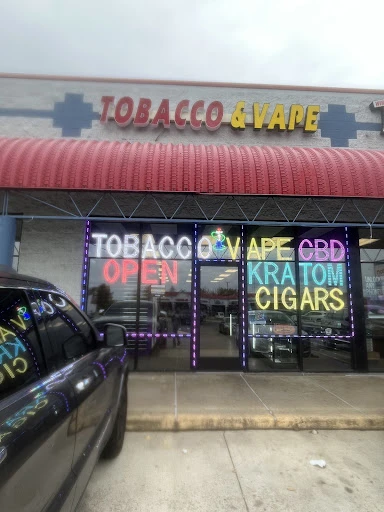 TOBACCO & VAPE
TOBACCO VAPE CBD
OPEN KRATOM
CIGARS